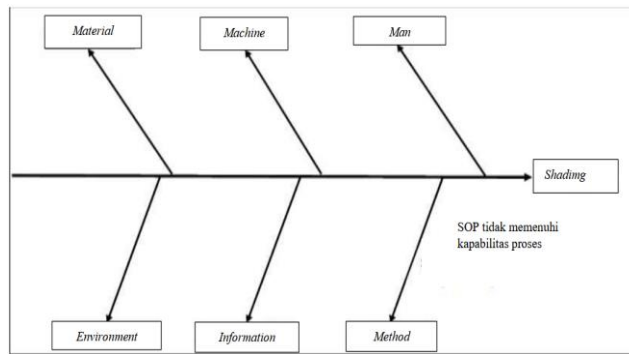 Material
Machine
Man
Shadimg
SOP tidak memenuhi
kapabilitas proses
Environment
Information
Method